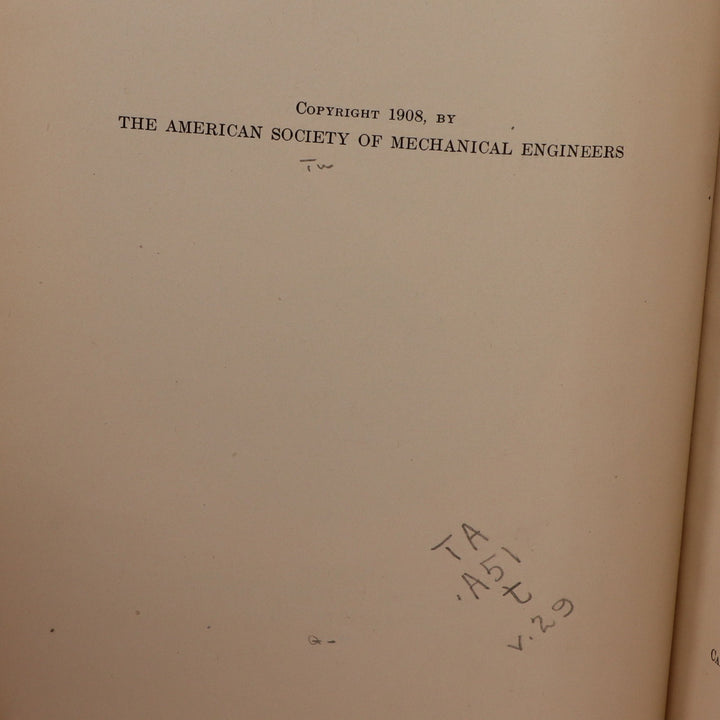 COPYRIGHT 1908, BY
THE AMERICAN SOCIETY OF MECHANICAL ENGINEERS
TA
.A51
t
v.29